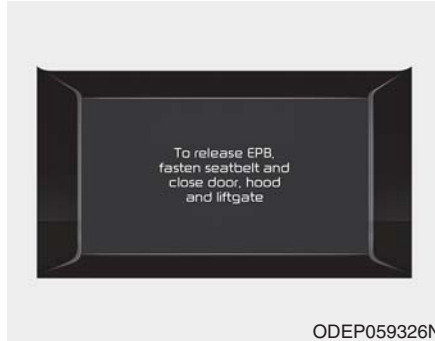 To release EPB,
fasten seatbelt and
close door, hood
and liftgate
ODEP059326N